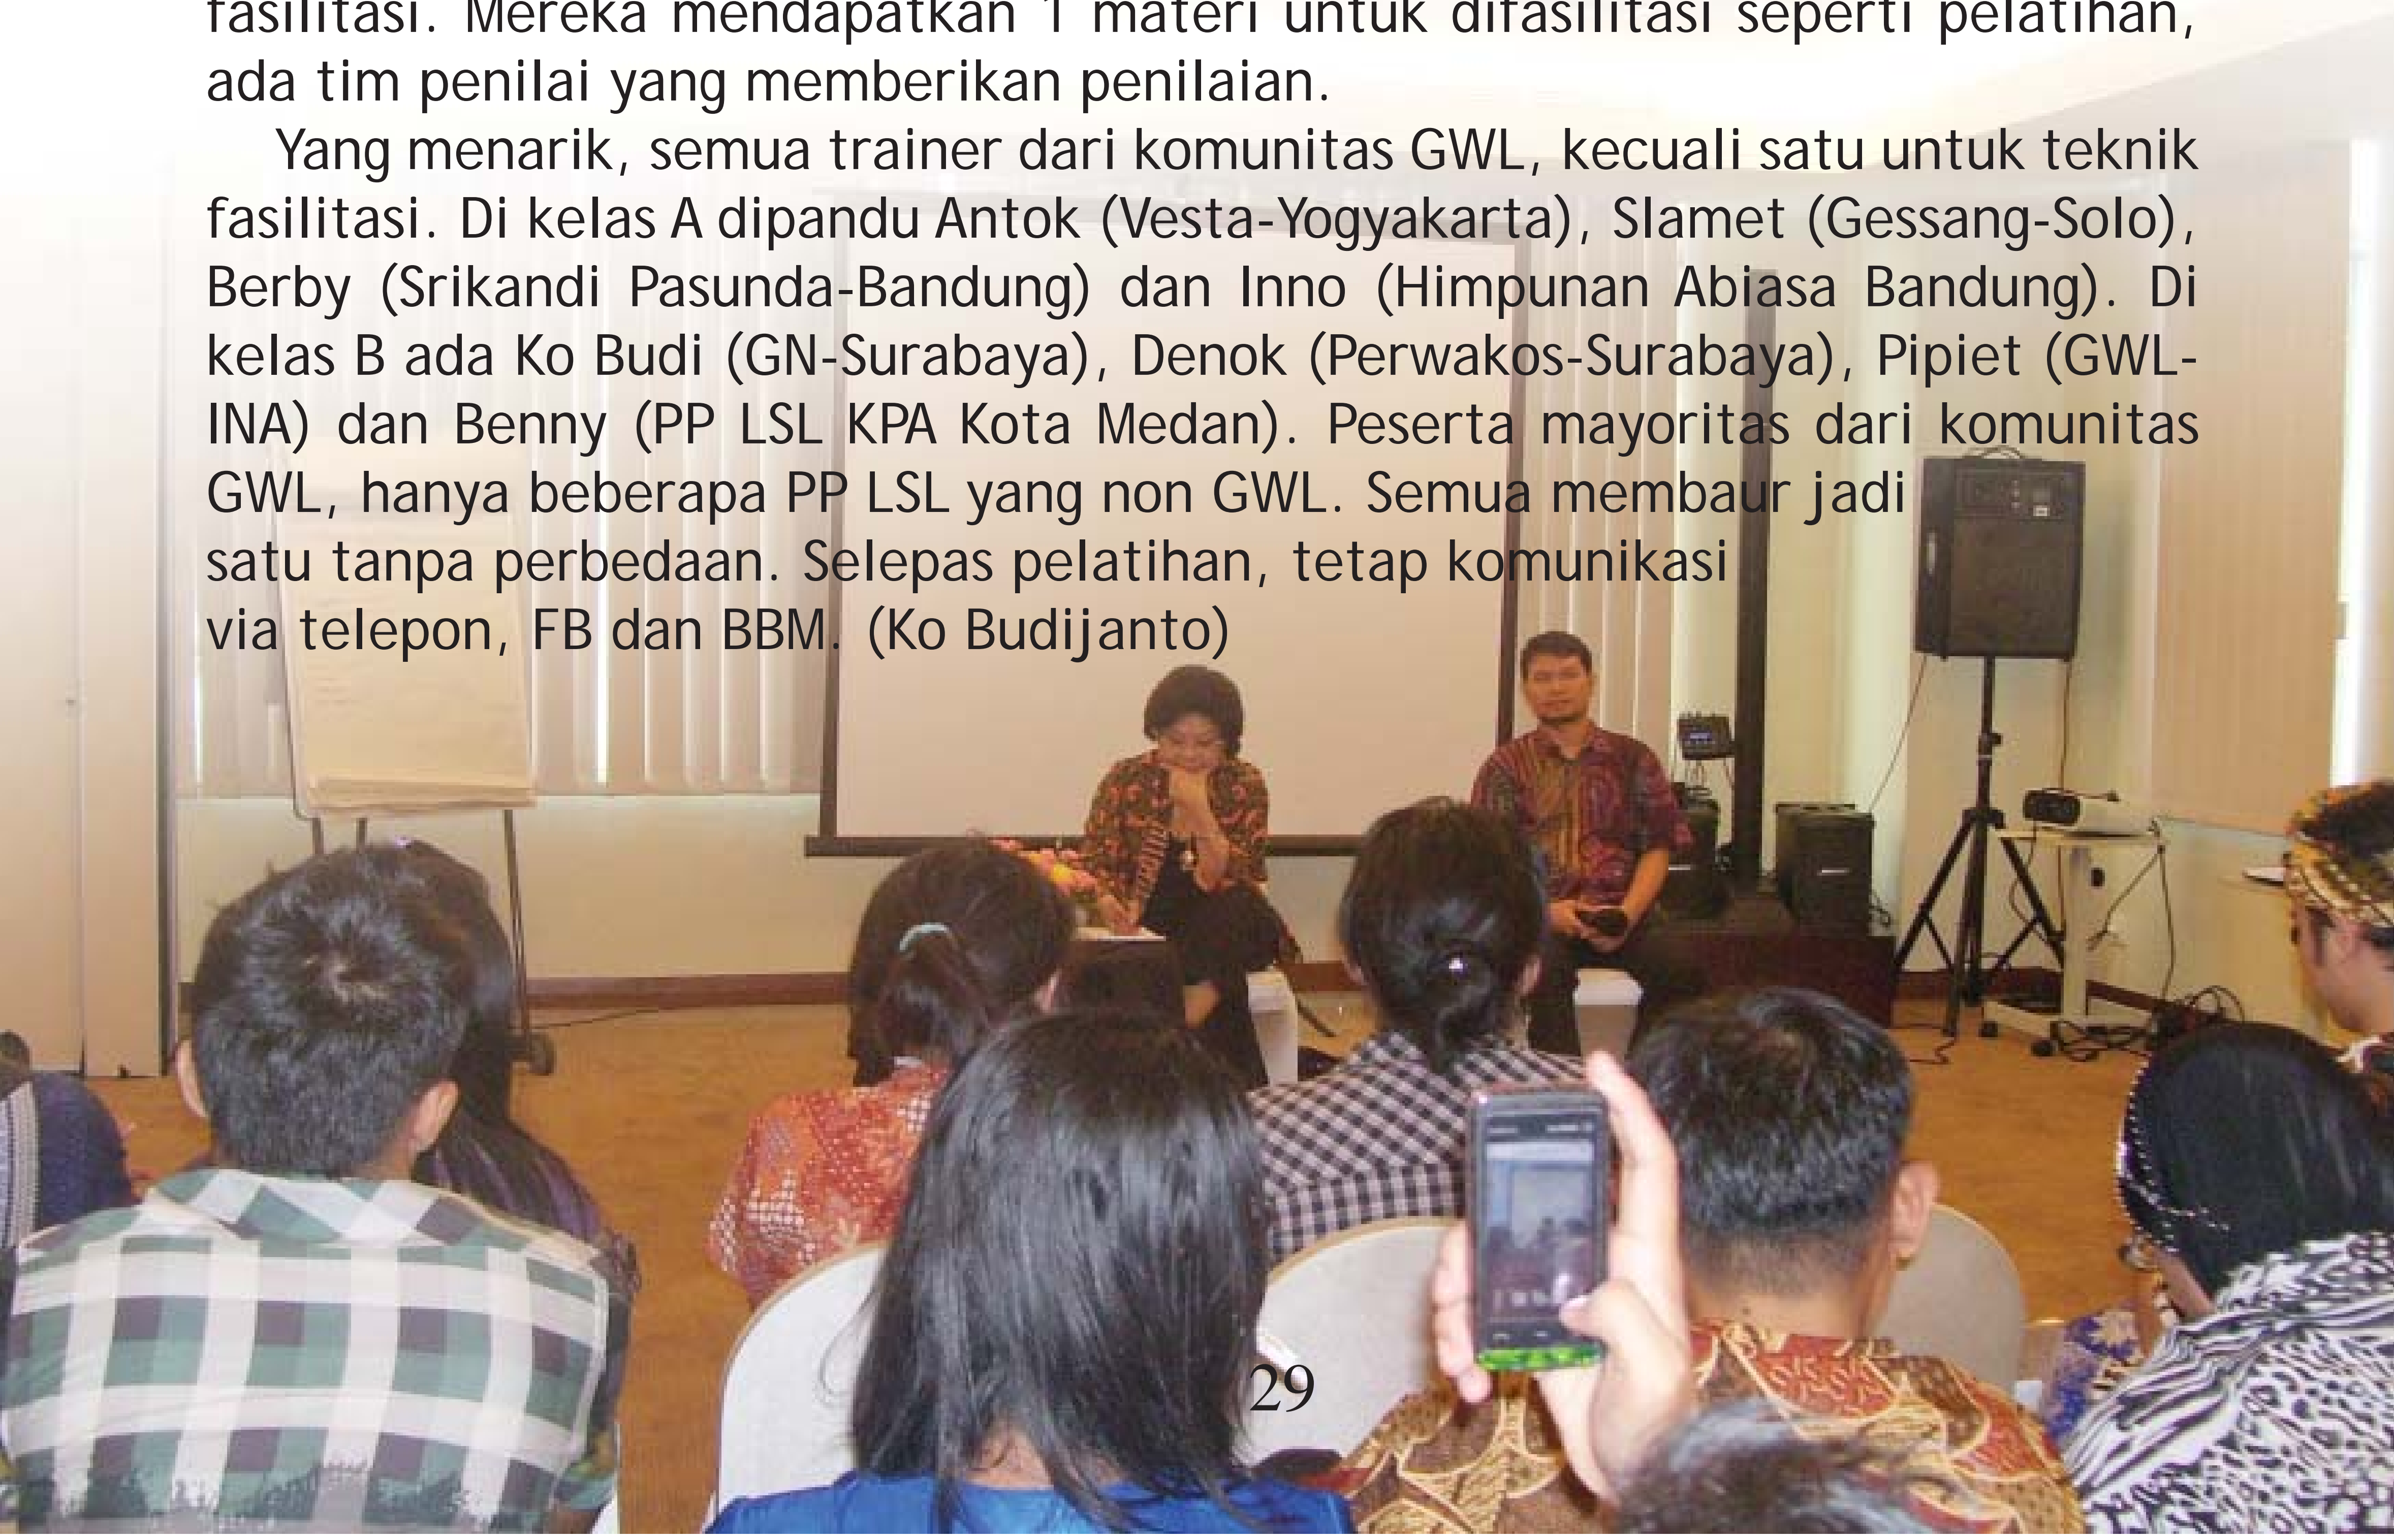 fasilitasi. Mereka mendapatkan 1 materi untuk difasilitasi seperti pelatihan,
ada tim penilai yang memberikan penilaian.
Yang menarik, semua trainer dari komunitas GWL, kecuali satu untuk teknik
fasilitasi. Di kelas A dipandu Antok (Vesta-Yogyakarta), Slamet (Gessang-Solo),
Berby (Srikandi Pasunda-Bandung) dan Inno (Himpunan Abiasa Bandung). Di
kelas B ada Ko Budi (GN-Surabaya), Denok (Perwakos-Surabaya), Pipiet (GWL-
INA) dan Benny (PP LSL KPA Kota Medan). Peserta mayoritas dari komunitas
GWL, hanya beberapa PP LSL yang non GWL. Semua membaur jadi
satu tanpa perbedaan. Selepas pelatihan, tetap komunikasi
via telepon, FB dan BBM. (Ko Budijanto)
29